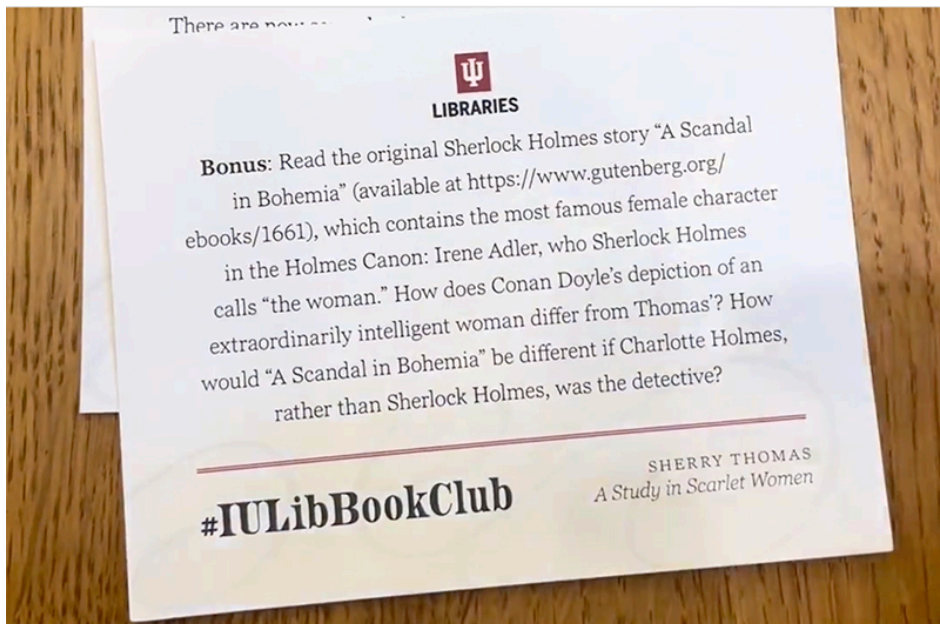 There are
LIBRARIES
Bonus: Read the original Sherlock Holmes story “A Scandal
in Bohemia” (available at https://www.gutenberg.org/
ebooks/1661), which contains the most famous female character
in the Holmes Canon: Irene Adler, who Sherlock Holmes
calls “the woman.” How does Conan Doyle’s depiction of an
extraordinarily intelligent woman differ from Thomas’? How
would “A Scandal in Bohemia” be different if Charlotte Holmes,
rather than Sherlock Holmes, was the detective?
#IULibBookClub
SHERRY THOMAS
A Study in Scarlet Women